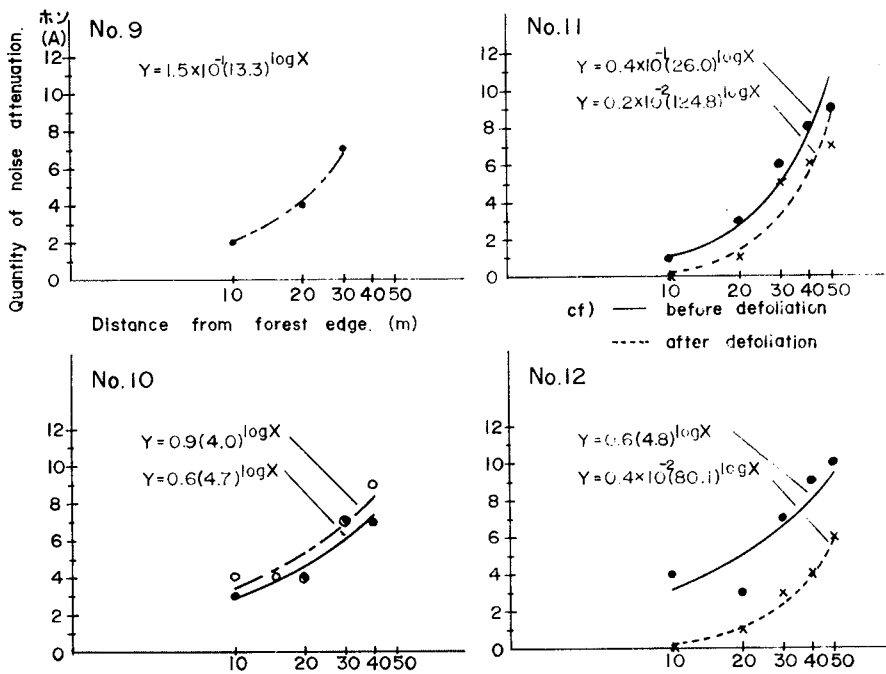 ホン
(A)
No.9
Y=1.5×10⁻¹(13.3)^logX
12
10
8
6
4
2
0
10 20 30 40 50
Quantity of noise attenuation.
Distance from forest edge. (m)
No.11
Y=0.4×10⁻¹(26.0)^logX
Y=0.2×10⁻²(124.8)^logX
12
10
8
6
4
2
0
10 20 30 40 50
cf) — before defoliation
---- after defoliation
No.10
Y=0.9(4.0)^logX
Y=0.6(4.7)^logX
12
10
8
6
4
2
0
10 20 30 40 50
No.12
Y=0.6(4.8)^logX
Y=0.4×10⁻²(80.1)^logX
12
10
8
6
4
2
0
10 20 30 40 50